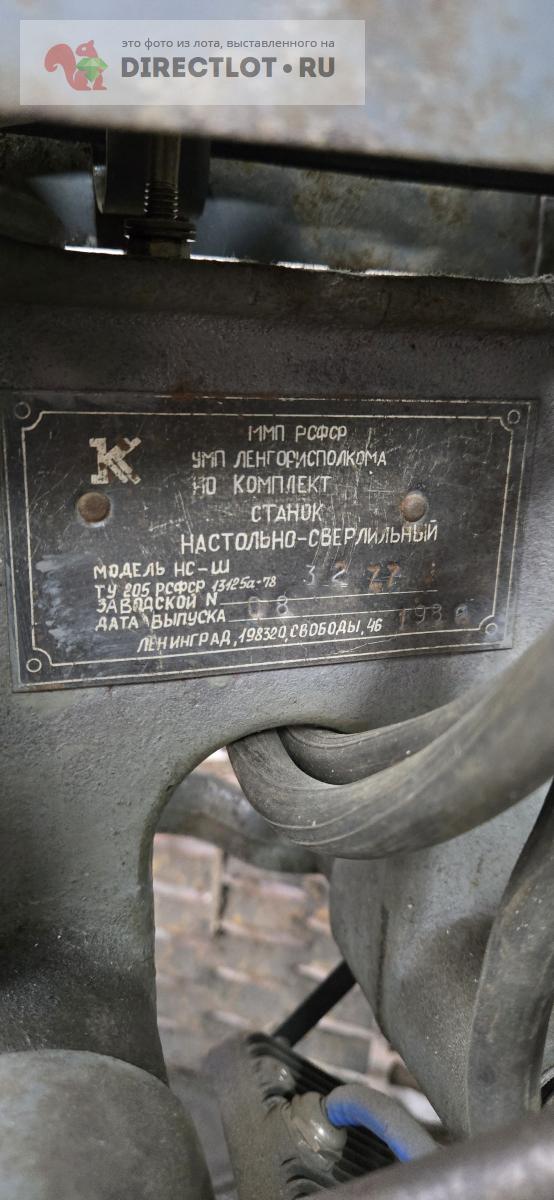 это фото из лота, выставленного на
DIRECTLOT.RU
К
ММП РСФСР
УМП ЛЕНГОРИСПОЛКОМА
НО КОМПЛЕКТ
СТАНОК
НАСТОЛЬНО-СВЕРЛИЛЬНЫЙ
МОДЕЛЬ НС-Ш
ТУ 205 РСФСР 13125а-78
ЗАВОДСКОЙ N
ДАТА ВЫПУСКА 08
ЛЕНИНГРАД, 198320, СВОБОДЫ, 46